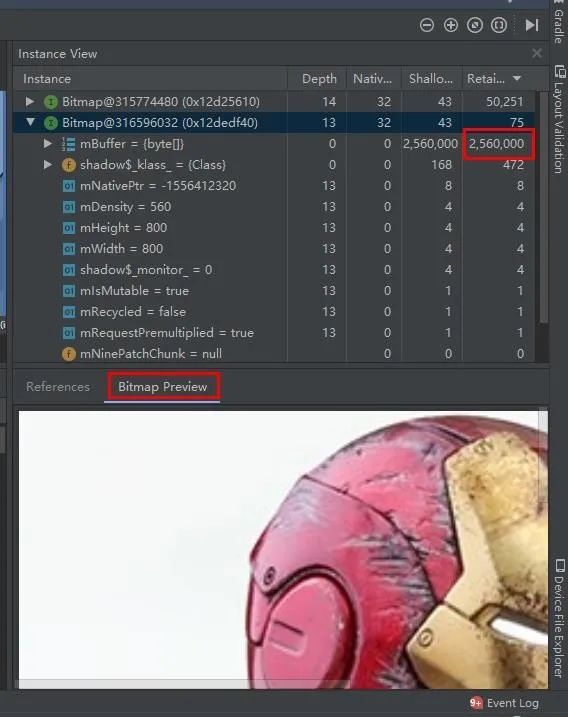 Instance View
Instance Depth Nativ... Shallo... Retai...
Bitmap@315774480 (0x12d25610) 14 32 43 50,251
Bitmap@316596032 (0x12dedf40) 13 32 43 75
mBuffer = {byte[]} 0 0 2,560,000 2,560,000
shadow$_klass_ = {Class} 0 0 168 472
mNativePtr = -1556412320 13 0 8 8
mDensity = 560 13 0 4 4
mHeight = 800 13 0 4 4
mWidth = 800 13 0 4 4
shadow$_monitor_ = 0 13 0 4 4
mIsMutable = true 13 0 1 1
mRecycled = false 13 0 1 1
mRequestPremultiplied = true 13 0 1 1
mNinePatchChunk = null 0 0 0
References Bitmap Preview
9+ Event Log
Gradle
Layout Validation
Device File Explorer